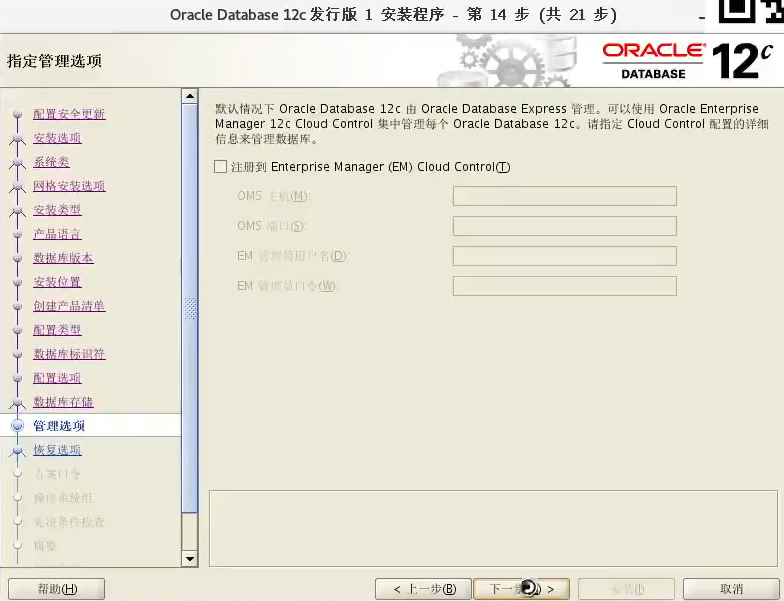 Oracle Database 12c 发行版 1 安装程序 - 第 14 步 (共 21 步)
指定管理选项
ORACLE
DATABASE
12c
配置安全更新
安装选项
系统类
网格安装选项
安装类型
产品语言
数据库版本
安装位置
创建产品清单
配置类型
数据库标识符
配置选项
数据库存储
管理选项
恢复选项
方案口令
操作系统组
先决条件检查
概要
默认情况下 Oracle Database 12c 由 Oracle Database Express 管理。可以使用 Oracle Enterprise
Manager 12c Cloud Control 集中管理每个 Oracle Database 12c。请指定 Cloud Control 配置的详细
信息来管理数据库。
注册到 Enterprise Manager (EM) Cloud Control(T)
OMS 主机(M):
OMS 端口(S):
EM 管理员用户名(D):
EM 管理员口令(W):
帮助(H)
< 上一步(B)
下一步 >
安装(I)
取消